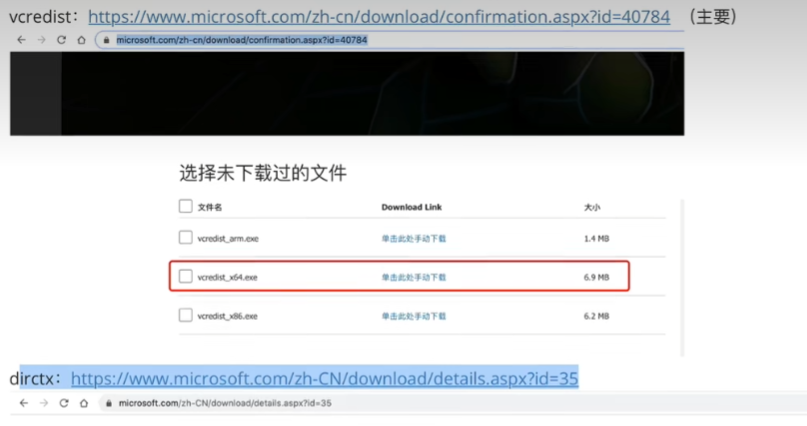 vcredist：https://www.microsoft.com/zh-cn/download/confirmation.aspx?id=40784 （主要）
microsoft.com/zh-cn/download/confirmation.aspx?id=40784
选择未下载过的文件
文件名 Download Link 大小
vcredist_arm.exe 单击此处手动下载 1.4 MB
vcredist_x64.exe 单击此处手动下载 6.9 MB
vcredist_x86.exe 单击此处手动下载 6.2 MB
dirctx：https://www.microsoft.com/zh-CN/download/details.aspx?id=35
microsoft.com/zh-CN/download/details.aspx?id=35